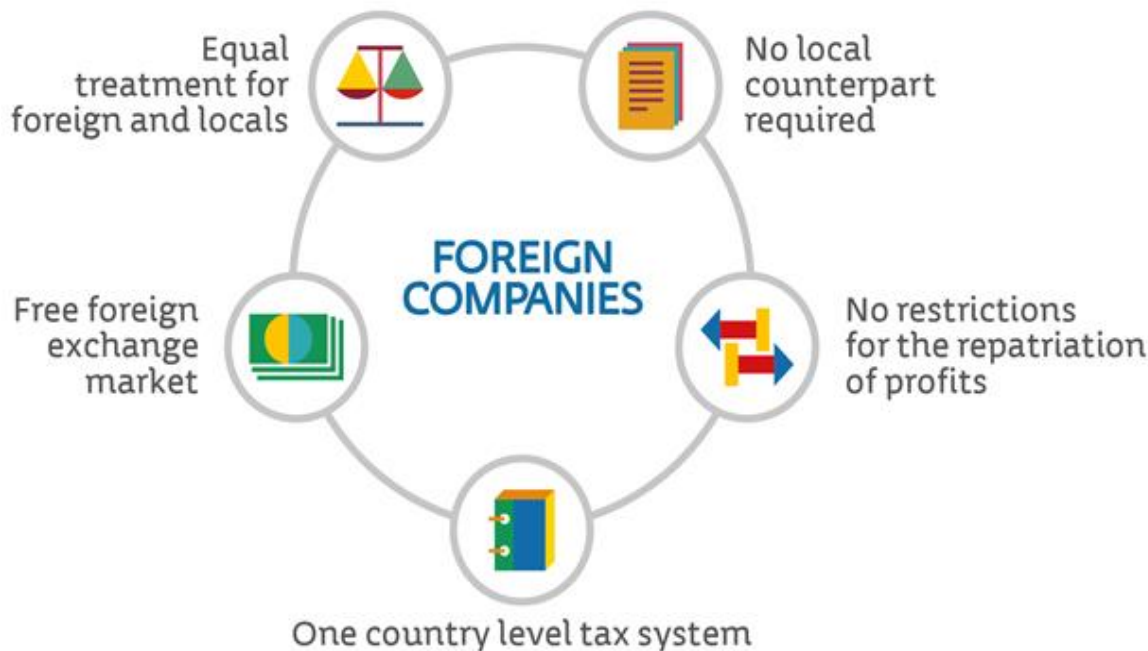 Equal
treatment for
foreign and locals
No local
counterpart
required
FOREIGN
COMPANIES
Free foreign
exchange
market
No restrictions
for the repatriation
of profits
One country level tax system